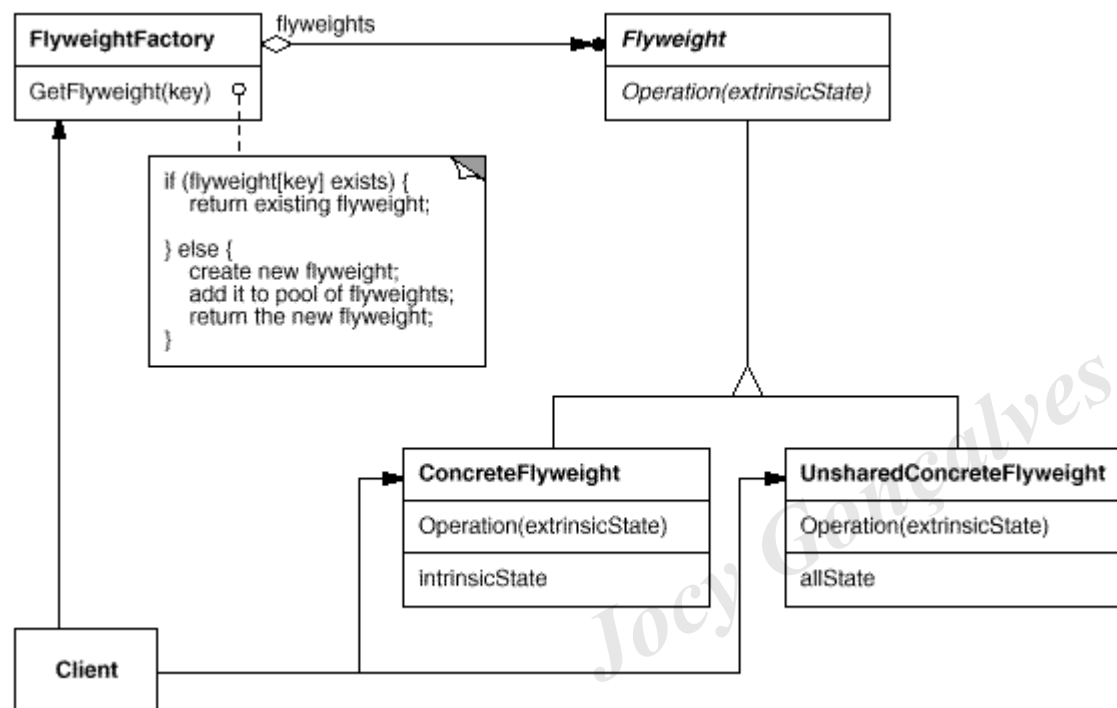 flyweights
FlyweightFactory
GetFlyweight(key)
Flyweight
Operation(extrinsicState)
if (flyweight[key] exists) {
return existing flyweight;
} else {
create new flyweight;
add it to pool of flyweights;
return the new flyweight;
}
ConcreteFlyweight
Operation(extrinsicState)
intrinsicState
UnsharedConcreteFlyweight
Operation(extrinsicState)
allState
Client
Jocy Gonçalves